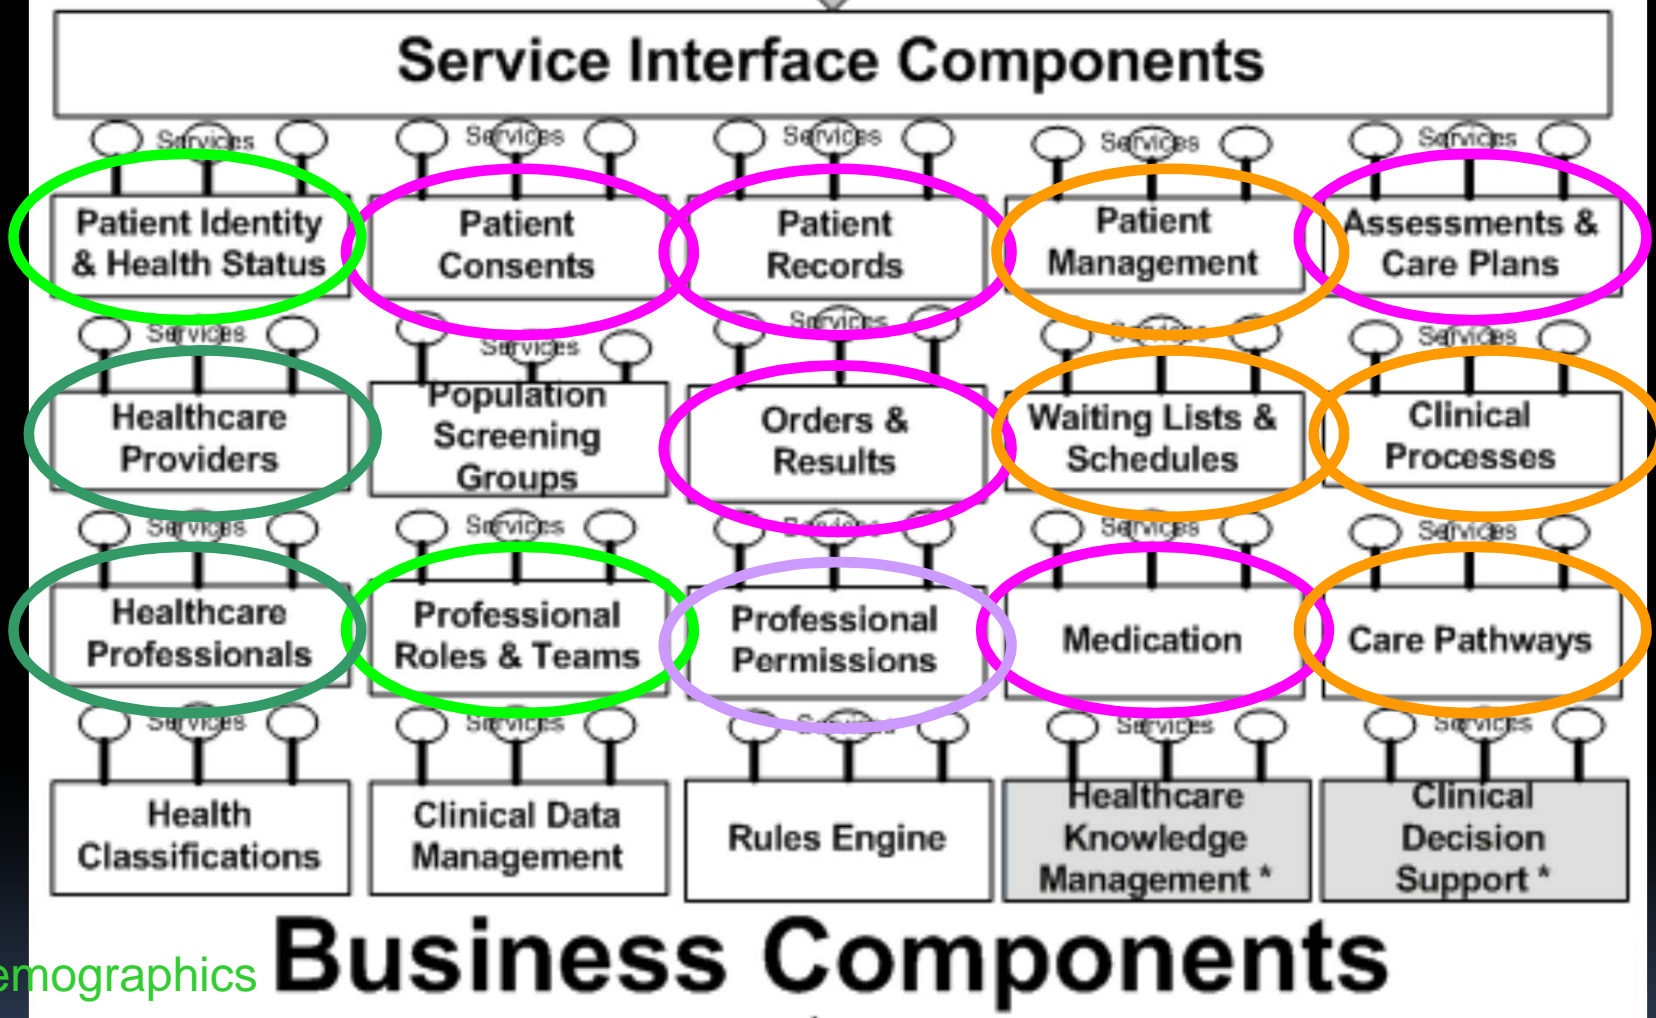 Service Interface Components
Services Services Services Services Services
Patient Identity
& Health Status
Patient
Consents
Patient
Records
Patient
Management
Assessments &
Care Plans
Services Services Services Services Services
Healthcare
Providers
Population
Screening
Groups
Orders &
Results
Waiting Lists &
Schedules
Clinical
Processes
Services Services Services Services Services
Healthcare
Professionals
Professional
Roles & Teams
Professional
Permissions
Medication
Care Pathways
Services Services Services Services Services
Health
Classifications
Clinical Data
Management
Rules Engine
Healthcare
Knowledge
Management *
Clinical
Decision
Support *
emographics Business Components